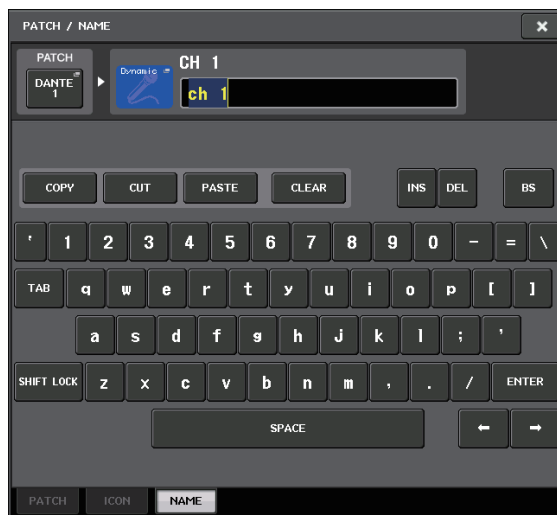 PATCH / NAME
PATCH
DANTE
1
Dynamic
CH 1
ch 1
COPY CUT PASTE CLEAR INS DEL BS
' 1 2 3 4 5 6 7 8 9 0 - = \
TAB q w e r t y u i o p [ ]
a s d f g h j k l ; '
SHIFT LOCK z x c v b n m , . / ENTER
SPACE ← →
PATCH ICON NAME